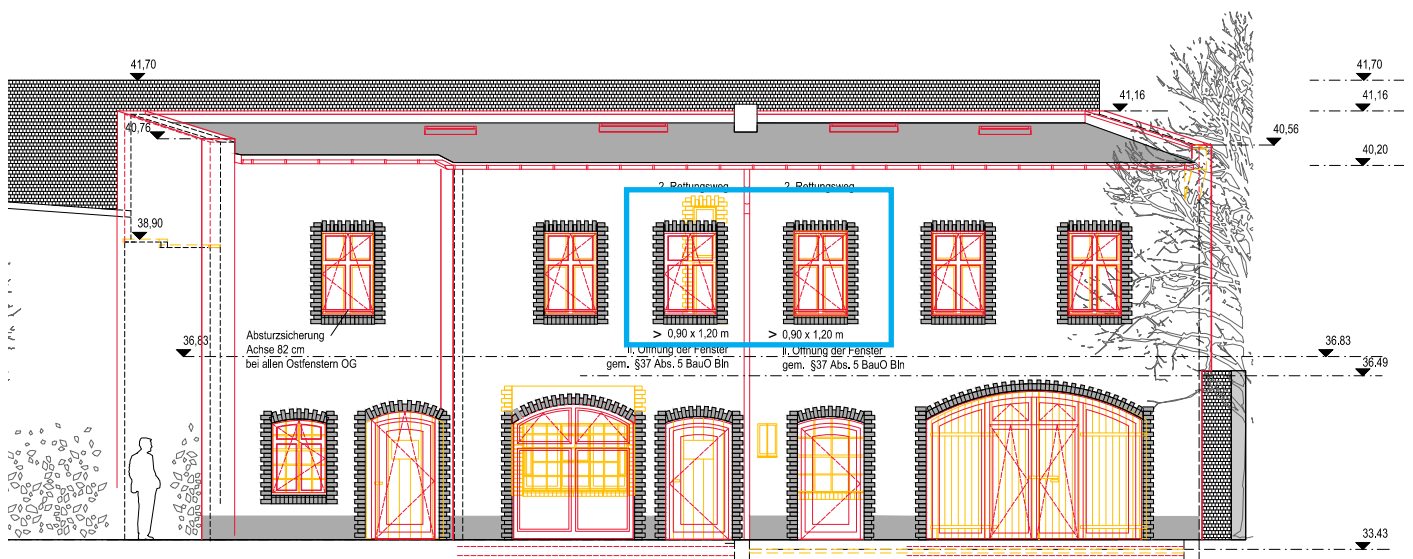 41,70
41,70
41,16
41,16
40,76
40,56
40,20
2. Rettungsweg
2. Rettungsweg
38,90
> 0,90 x 1,20 m
> 0,90 x 1,20 m
Absturzsicherung
Achse 82 cm
bei allen Ostfenstern OG
36,83
li. Öffnung der Fenster
gem. §37 Abs. 5 BauO Bln
li. Öffnung der Fenster
gem. §37 Abs. 5 BauO Bln
36.83
36.49
33.43